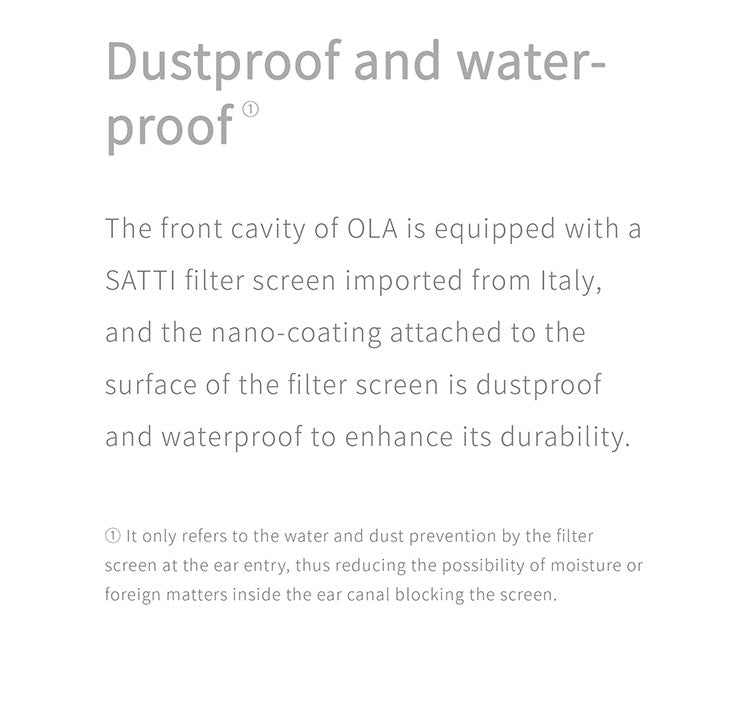 Dustproof and water-
proof ①
The front cavity of OLA is equipped with a
SATTI filter screen imported from Italy,
and the nano-coating attached to the
surface of the filter screen is dustproof
and waterproof to enhance its durability.
① It only refers to the water and dust prevention by the filter
screen at the ear entry, thus reducing the possibility of moisture or
foreign matters inside the ear canal blocking the screen.